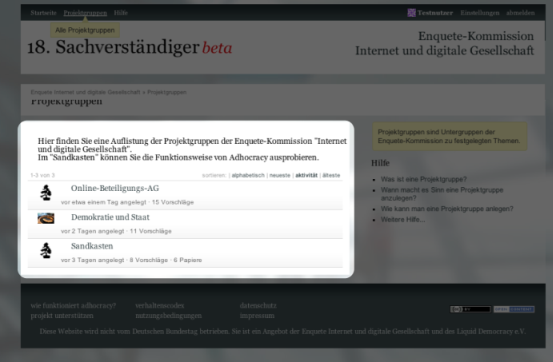 Startseite Projektgruppen Hilfe
Testnutzer Einstellungen abmelden
Alle Projektgruppen
18. Sachverständiger beta
Enquete-Kommission
Internet und digitale Gesellschaft
Enquete Internet und digitale Gesellschaft » Projektgruppen
Projektgruppen
Hier finden Sie eine Auflistung der Projektgruppen der Enquete-Kommission "Internet
und digitale Gesellschaft".
Im "Sandkasten" können Sie die Funktionsweise von Adhocracy ausprobieren.
1-3 von 3
sortieren: | alphabetisch | neueste | aktivität | älteste
Online-Beteiligungs-AG
vor etwa einem Tag angelegt · 15 Vorschläge
Demokratie und Staat
vor 2 Tagen angelegt · 11 Vorschläge
Sandkasten
vor 3 Tagen angelegt · 8 Vorschläge · 6 Papiere
Projektgruppen sind Untergruppen der
Enquete-Kommission zu festgelegten Themen.
Hilfe
Was ist eine Projektgruppe?
Wann macht es Sinn eine Projektgruppe
anzulegen?
Wie kann man eine Projektgruppe anlegen?
Weitere Hilfe...
wie funktioniert adhocracy?
projekt unterstützen
verhaltenscodex
nutzungsbedingungen
datenschutz
impressum
Diese Website wird nicht vom Deutschen Bundestag betrieben. Sie ist ein Angebot der Enquete Internet und digitale Gesellschaft und des Liquid Democracy e.V.